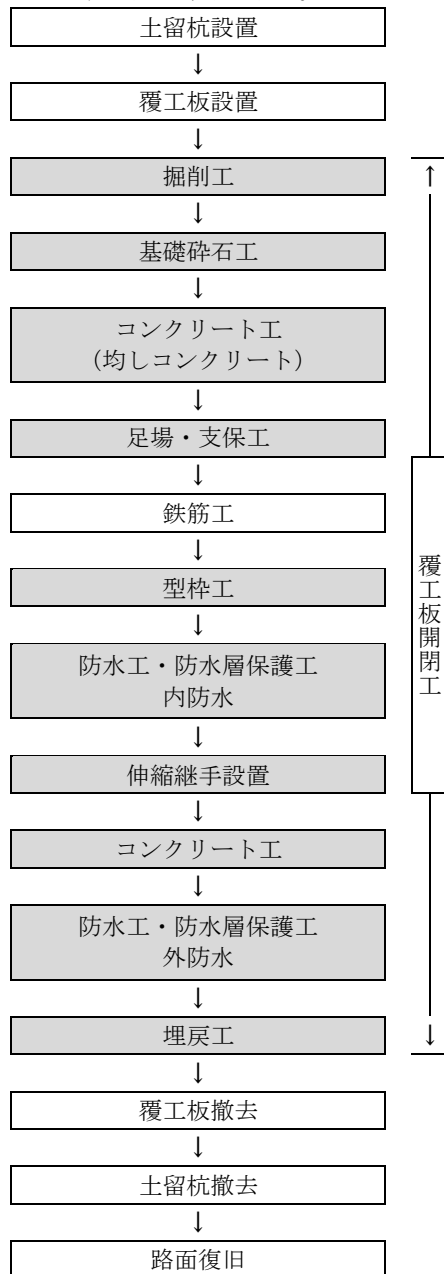 土留杭設置
↓
覆工板設置
↓
掘削工
↓
基礎砕石工
↓
コンクリート工
（均しコンクリート）
↓
足場・支保工
↓
鉄筋工
↓
型枠工
↓
防水工・防水層保護工
内防水
↓
伸縮継手設置
↓
コンクリート工
↓
防水工・防水層保護工
外防水
↓
埋戻工
↓
覆工板撤去
↓
土留杭撤去
↓
路面復旧
↑
覆工板開閉工
↓